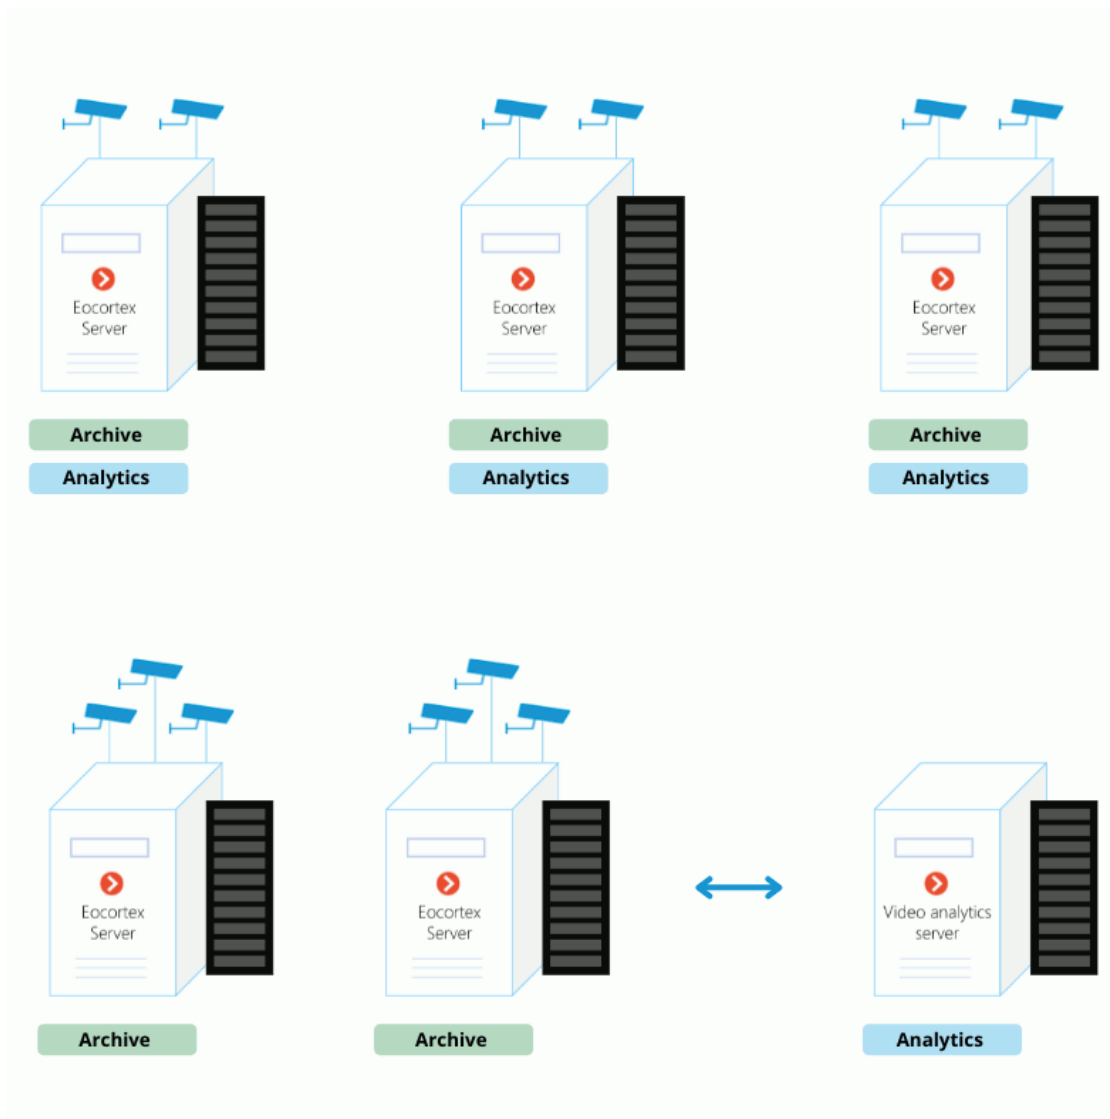 Eocortex
Server
Eocortex
Server
Eocortex
Server
Archive
Archive
Archive
Analytics
Analytics
Analytics
Eocortex
Server
Eocortex
Server
Video analytics
server
Archive
Archive
Analytics